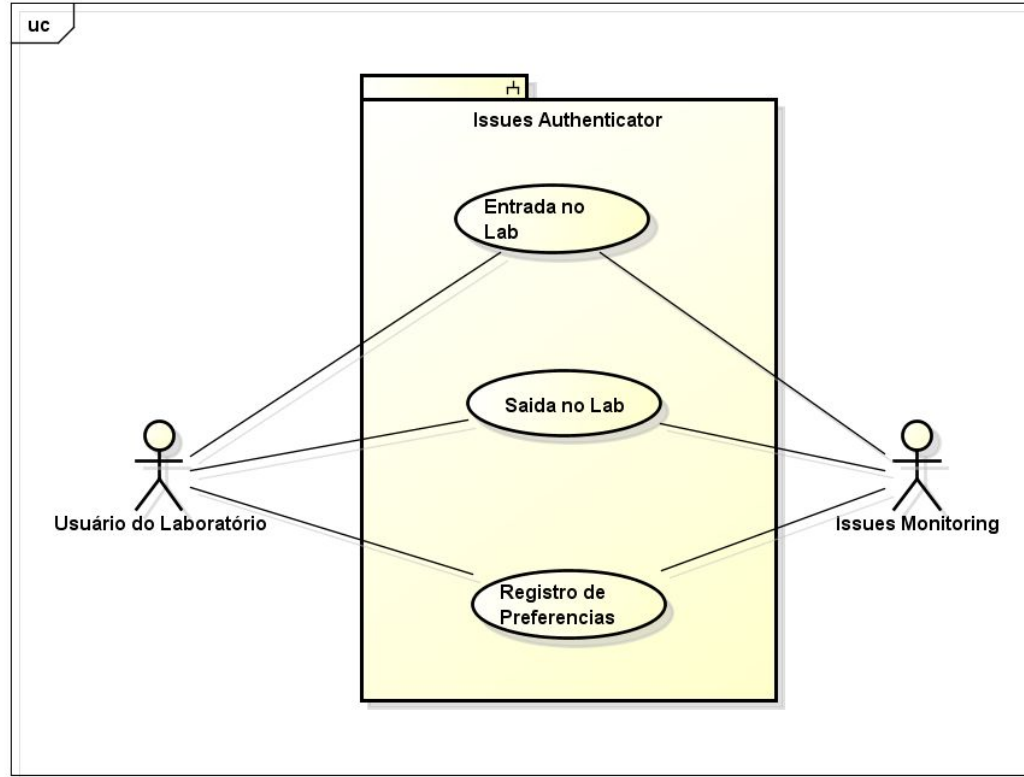 uc
Issues Authenticator
Entrada no
Lab
Saida no Lab
Usuário do Laboratório
Issues Monitoring
Registro de
Preferencias